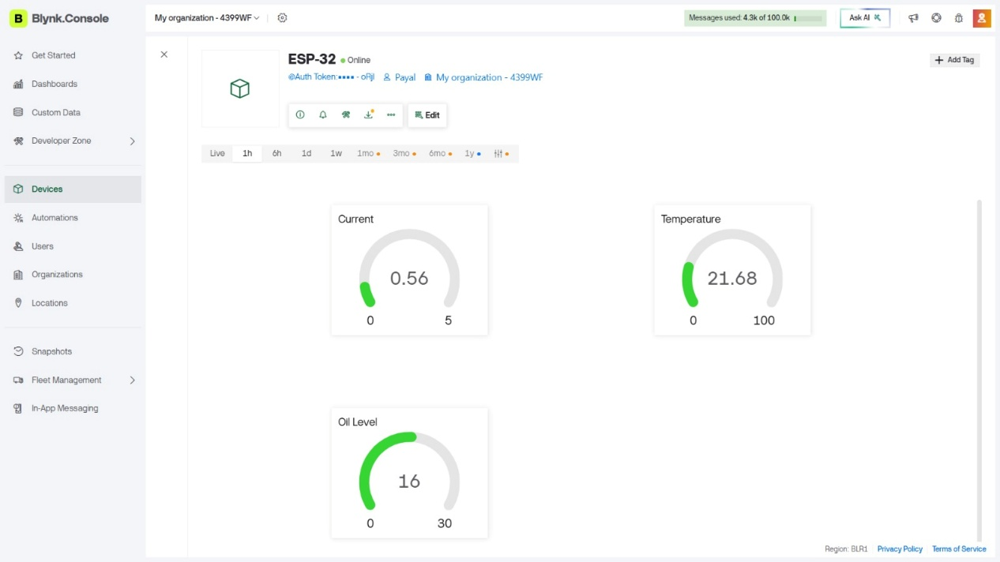 B Blynk.Console
My organization - 4399WF
Messages used: 4.3k of 100.0k
Ask AI
Get Started
Dashboards
Custom Data
Developer Zone
Devices
Automations
Users
Organizations
Locations
Snapshots
Fleet Management
In-App Messaging
ESP-32 Online
Add Tag
@Auth Token:•••• - oRjl Payal My organization - 4399WF
Edit
Live 1h 6h 1d 1w 1mo 3mo 6mo 1y
Current
0.56
0 5
Temperature
21.68
0 100
Oil Level
16
0 30
Region: BLR1 Privacy Policy Terms of Service